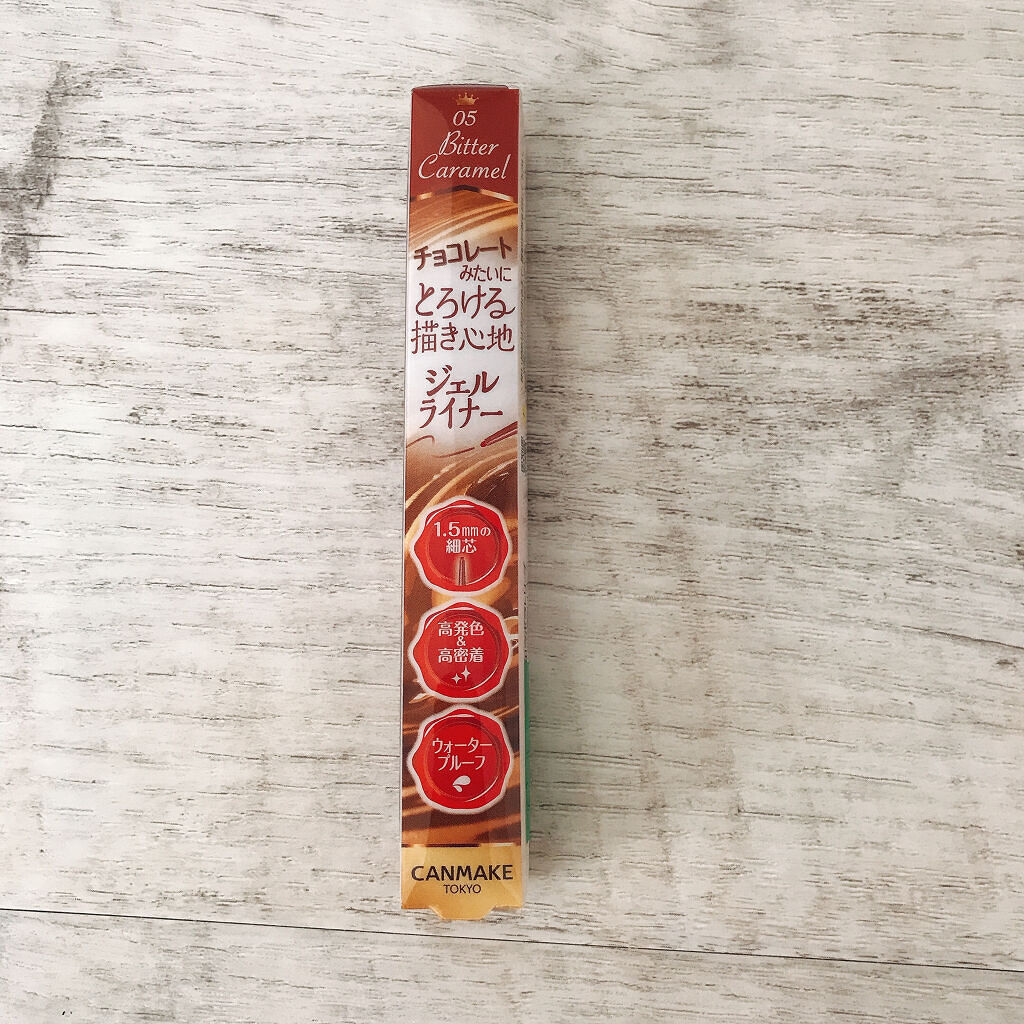 05
Bitter
Caramel
チョコレート
みたいに
とろける
描き心地
ジェル
ライナー
1.5mmの
細芯
高発色
&
高密着
ウォーター
プルーフ
CANMAKE
TOKYO